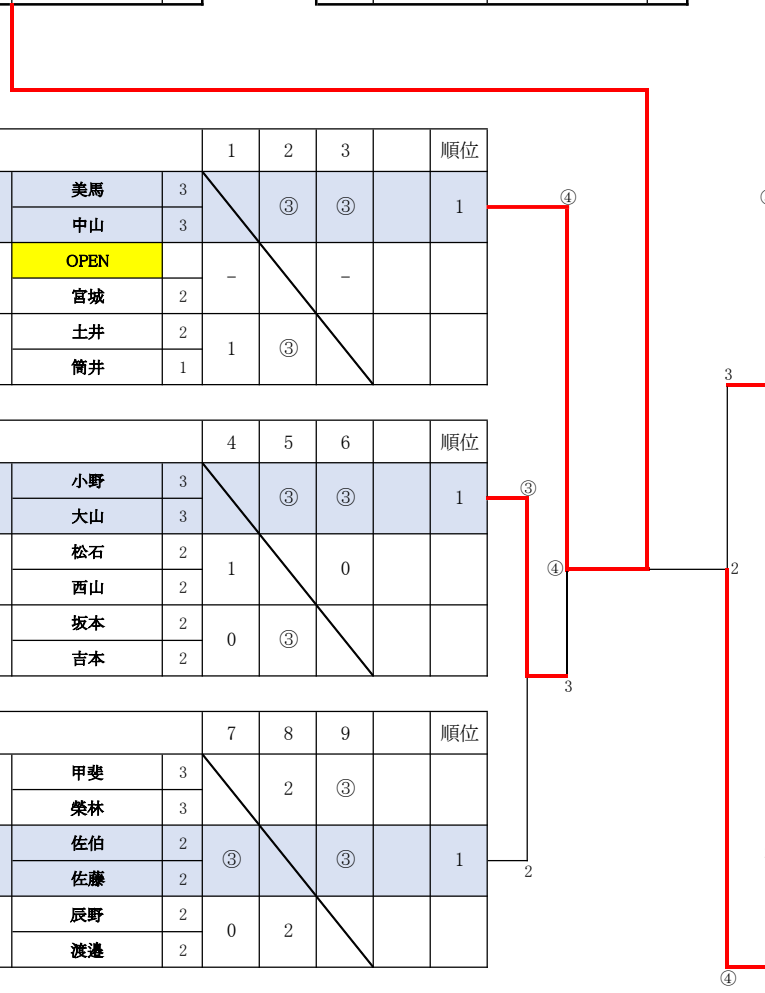 1 2 3 順位
美馬 3 ③ ③ 1
中山 3
OPEN – –
宮城 2
土井 2 1 ③
筒井 1
4 5 6 順位
小野 3 ③ ③ 1
大山 3
松石 2 1 0
西山 2
坂本 2 0 ③
吉本 2
7 8 9 順位
甲斐 3 2 ③
榮林 3
佐伯 2 ③ ③ 1
佐藤 2
辰野 2 0 2
渡邉 2
④
3
③
④
2
3
2
④